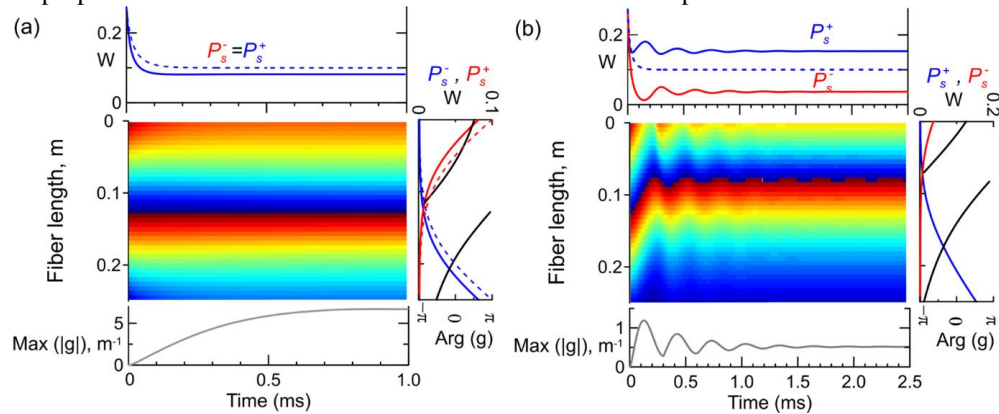 (a)
0.2
W
0
P_s^- = P_s^+
P_s^-, P_s^+
W
0
0.1
0
0.1
0.2
Fiber length, m
-π
0
π
Arg (g)
5
0
Max (|g|), m⁻¹
0
0.5
1.0
Time (ms)
(b)
0.2
W
0
P_s^+
P_s^-
P_s^+, P_s^-
W
0
0.2
0
0.1
0.2
Fiber length, m
-π
0
π
Arg (g)
1
0
Max (|g|), m⁻¹
0
0.5
1.0
1.5
2.0
2.5
Time (ms)